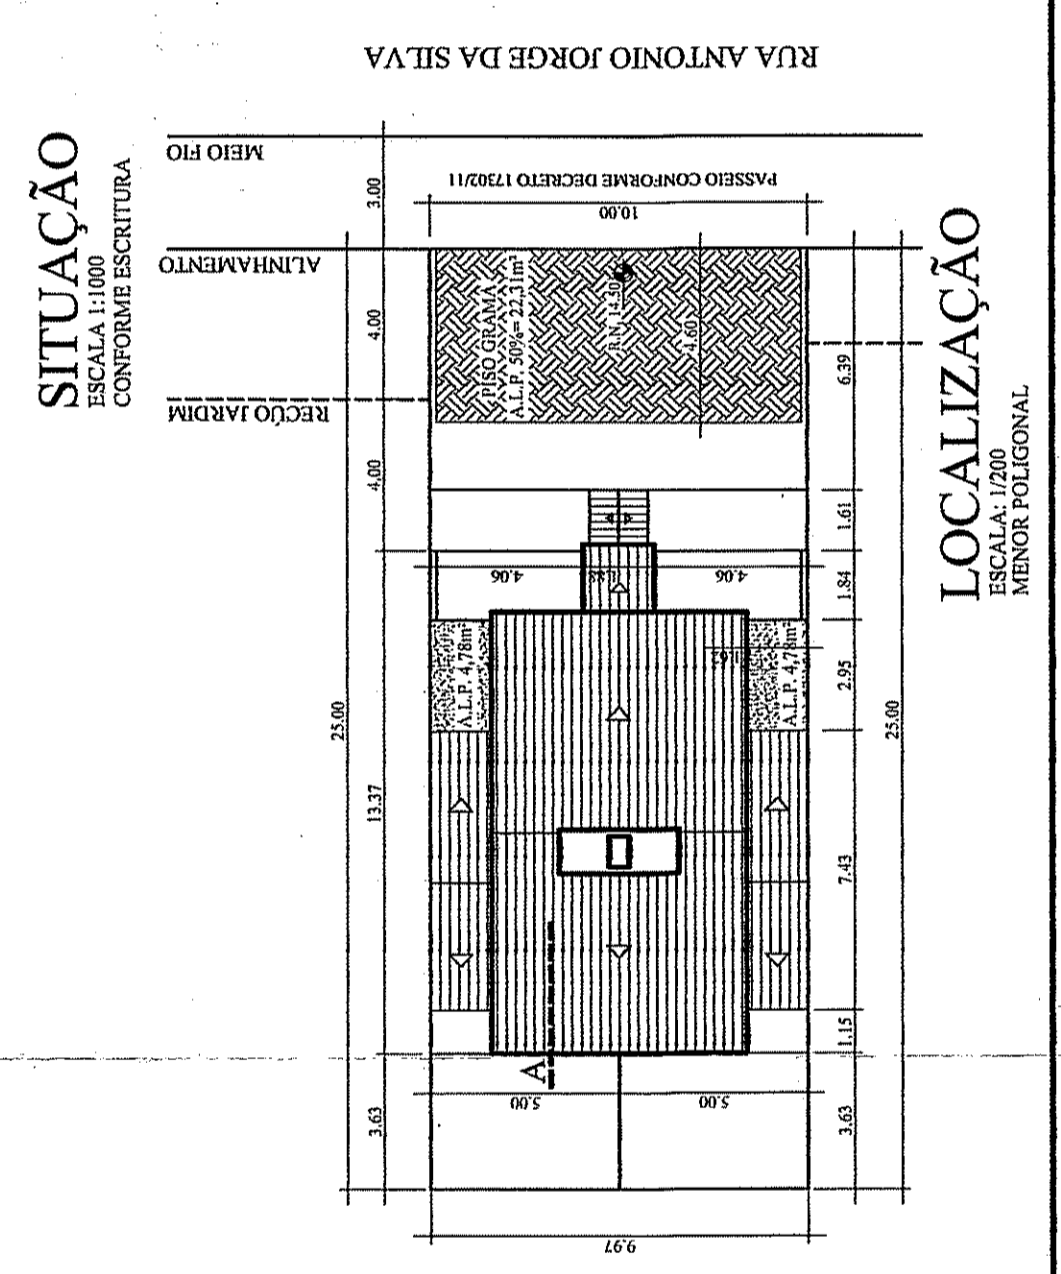 SITUAÇÃO
ESCALA 1:1000
CONFORME ESCRITURA
RUA ANTONIO JORGE DA SILVA
MEIO FIO
3.00
PASSEIO CONFORME DECRETO 17302/11
10.00
ALINHAMENTO
RECÚO JARDIM
4.00
4,00
PISO GRAMA
A.L.P. 50%= 22,31m²
R.N. 14.50
4.60
6.39
1.61
4.06
4.06
1.84
A.L.P. 4,78m²
A.L.P. 4,78m²
2.95
25.00
25.00
13.37
7.43
1.15
A
5.00
5.00
3.63
3.63
9.97
LOCALIZAÇÃO
ESCALA: 1/200
MENOR POLIGONAL